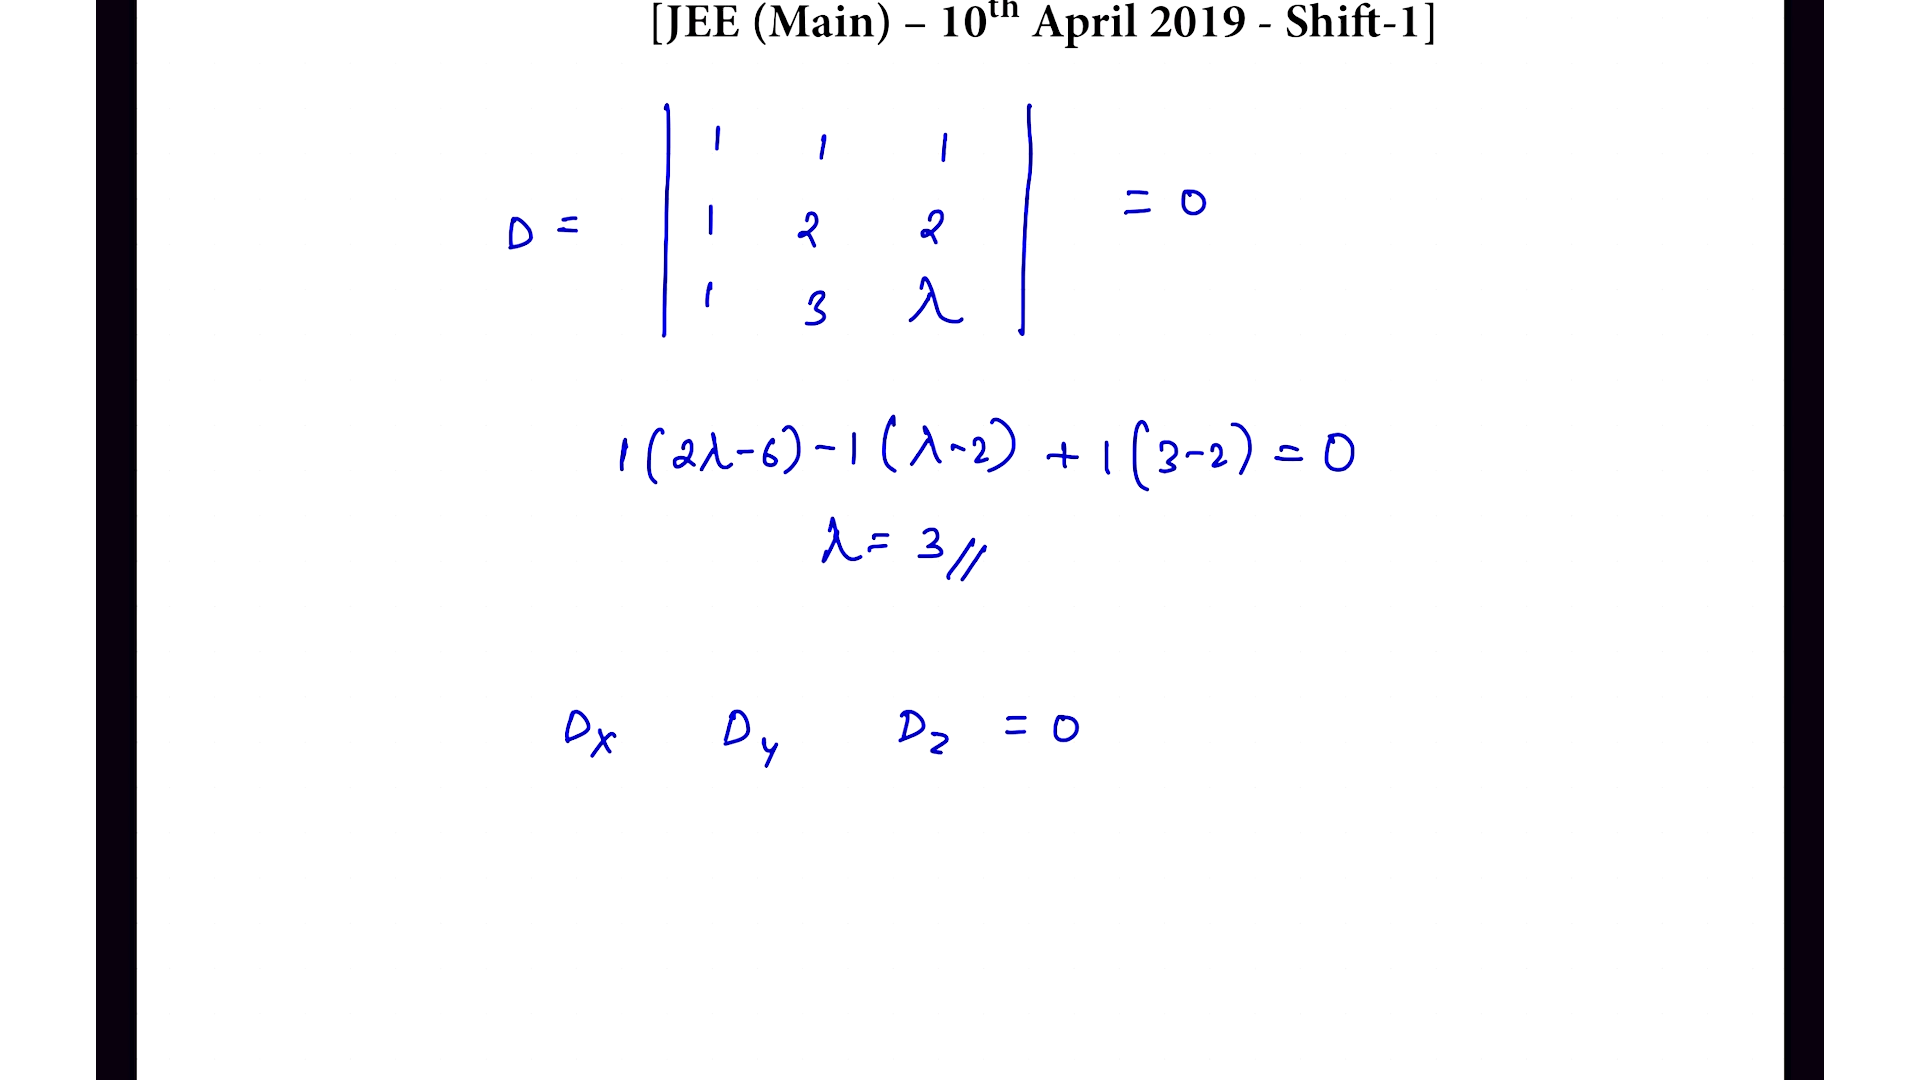 [JEE (Main) – 10th April 2019 - Shift-1]
D = | 1 1 1 | = 0
| 1 2 2 |
| 1 3 λ |
1(2λ-6)-1(λ-2) + 1(3-2) = 0
λ = 3 //
Dx Dy Dz = 0